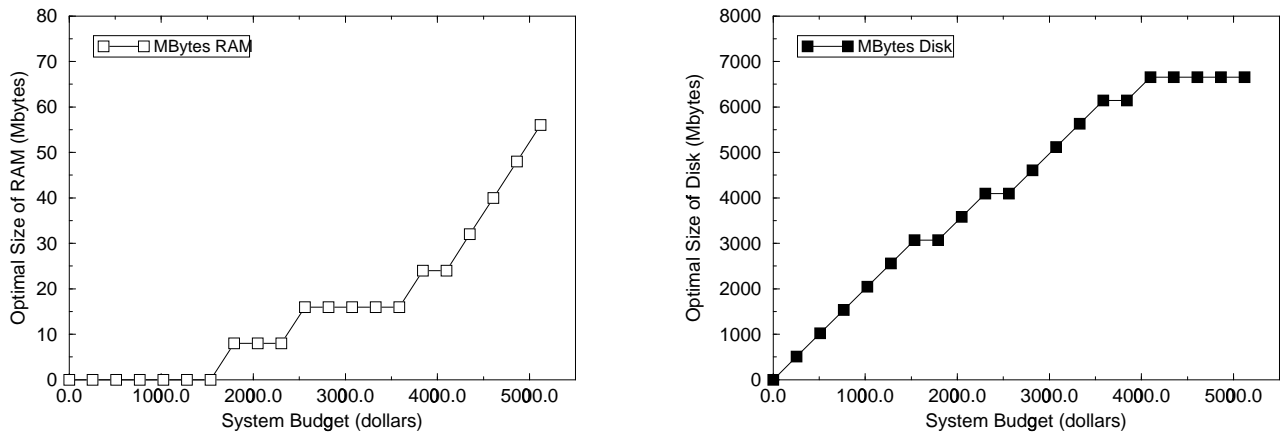 80
70
60
50
40
30
20
10
0
Optimal Size of RAM (Mbytes)
MBytes RAM
0.0 1000.0 2000.0 3000.0 4000.0 5000.0
System Budget (dollars)
8000
7000
6000
5000
4000
3000
2000
1000
0
Optimal Size of Disk (Mbytes)
MBytes Disk
0.0 1000.0 2000.0 3000.0 4000.0 5000.0
System Budget (dollars)